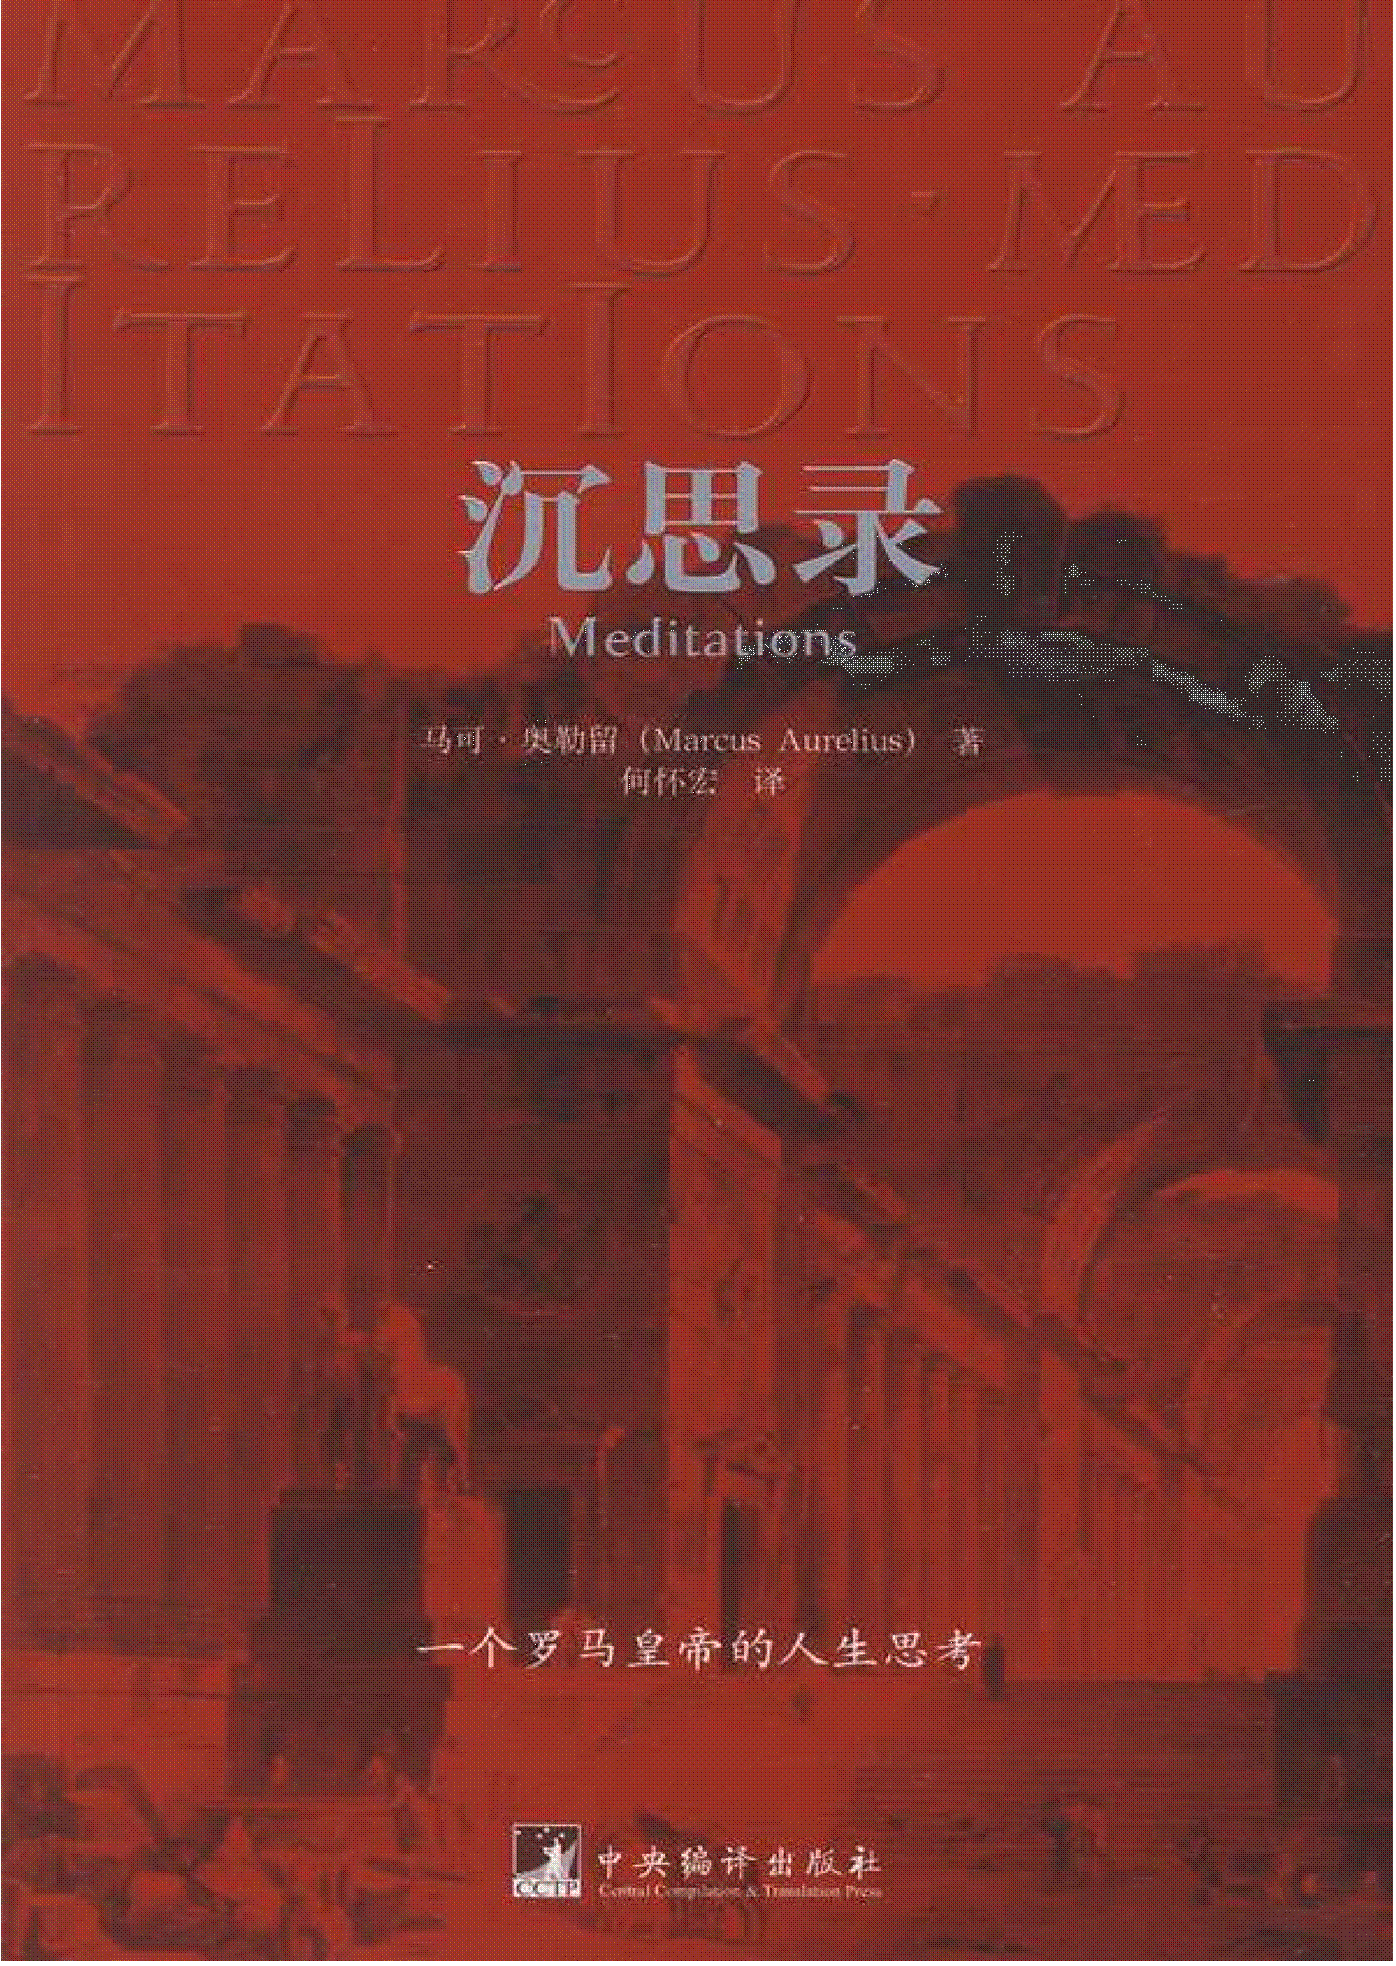 MARCUS AU
RELIUS·MED
ITATIONS
沉思录
Meditations
马可·奥勒留（Marcus Aurelius） 著
何怀宏 译
一个罗马皇帝的人生思考
CCTP
中央编译出版社
Central Compilation & Translation Press